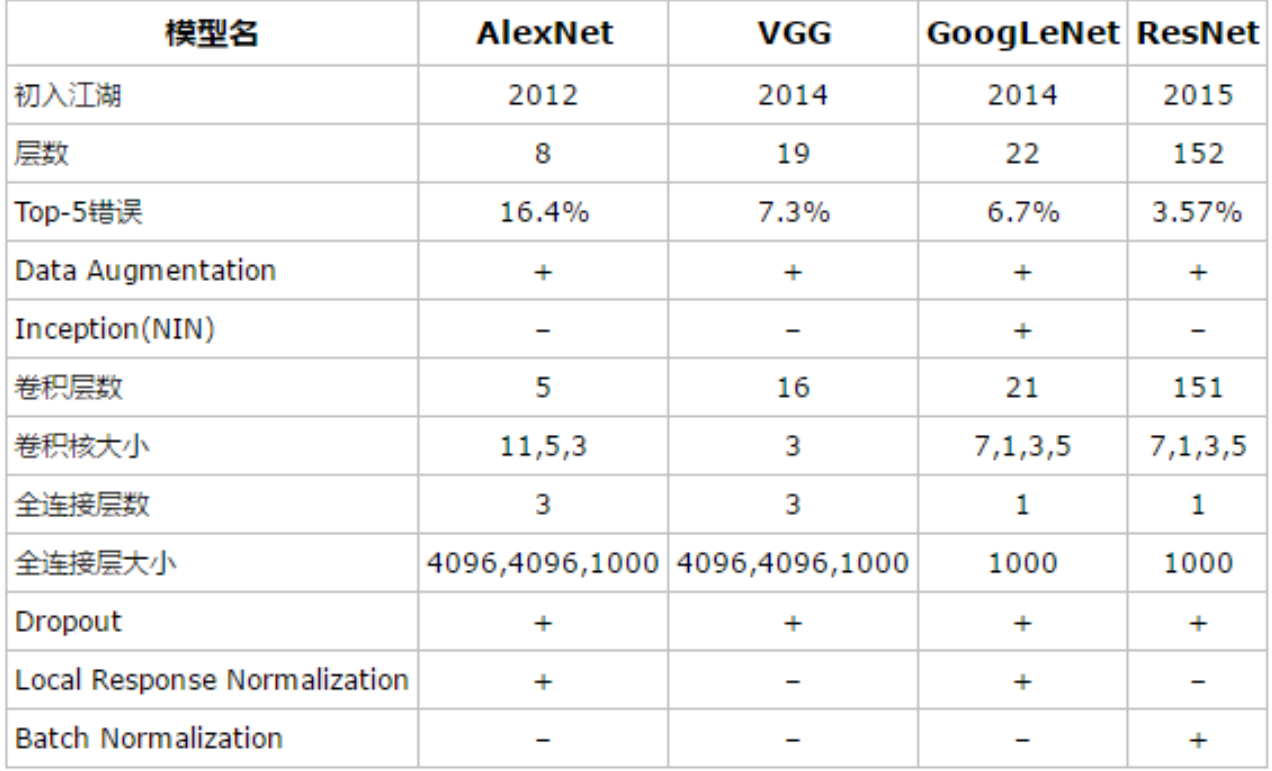 模型名 AlexNet VGG GoogLeNet ResNet
初入江湖 2012 2014 2014 2015
层数 8 19 22 152
Top-5错误 16.4% 7.3% 6.7% 3.57%
Data Augmentation + + + +
Inception(NIN) – – + –
卷积层数 5 16 21 151
卷积核大小 11,5,3 3 7,1,3,5 7,1,3,5
全连接层数 3 3 1 1
全连接层大小 4096,4096,1000 4096,4096,1000 1000 1000
Dropout + + + +
Local Response Normalization + – + –
Batch Normalization – – – +